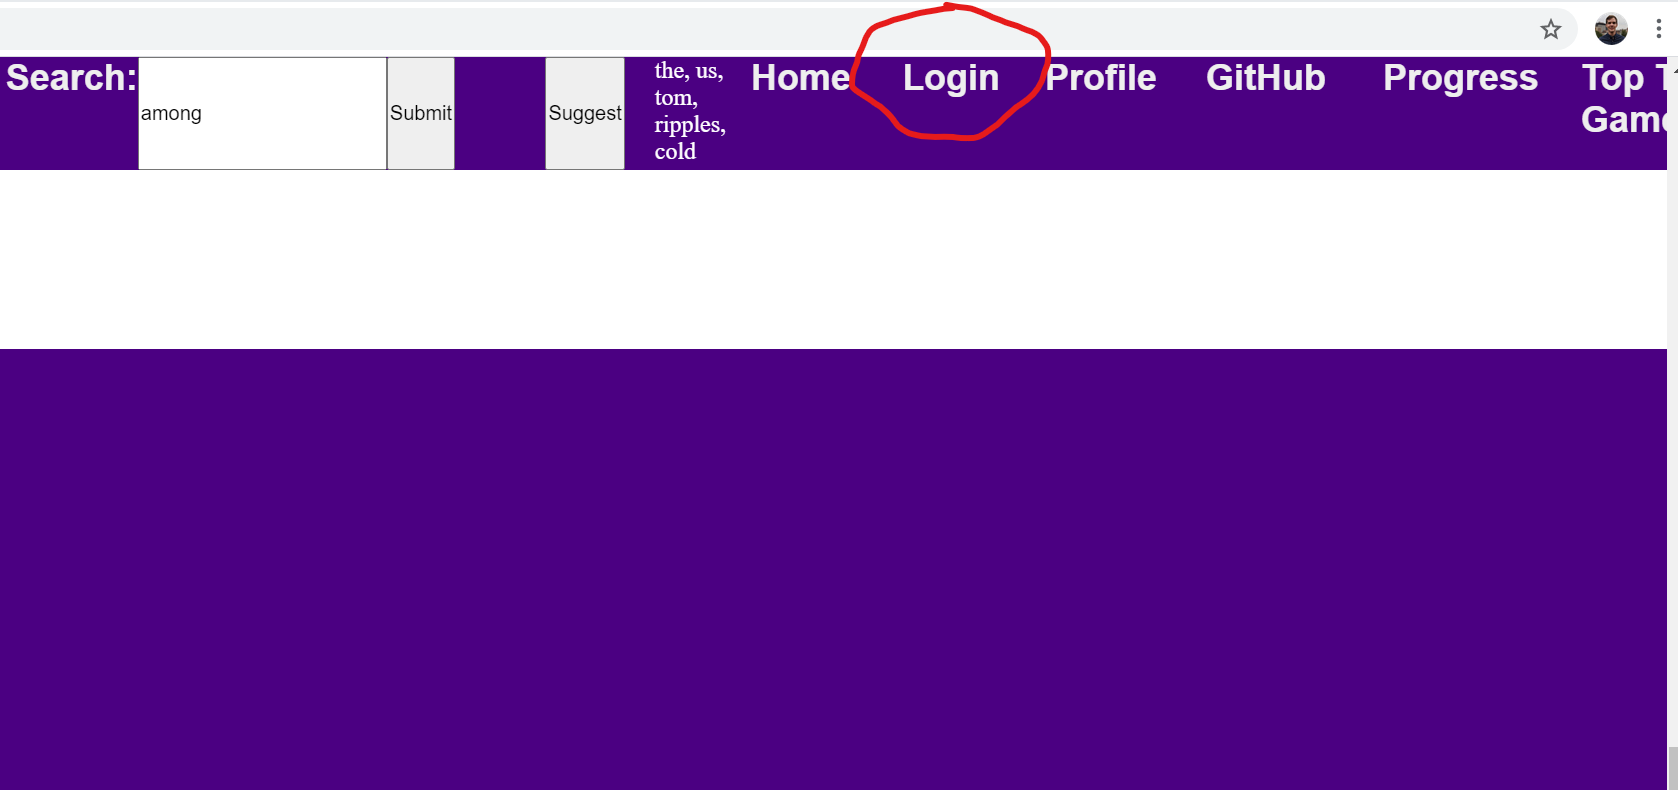 Search:
among
Submit
Suggest
the, us,
tom,
ripples,
cold
Home
Login
Profile
GitHub
Progress
Top